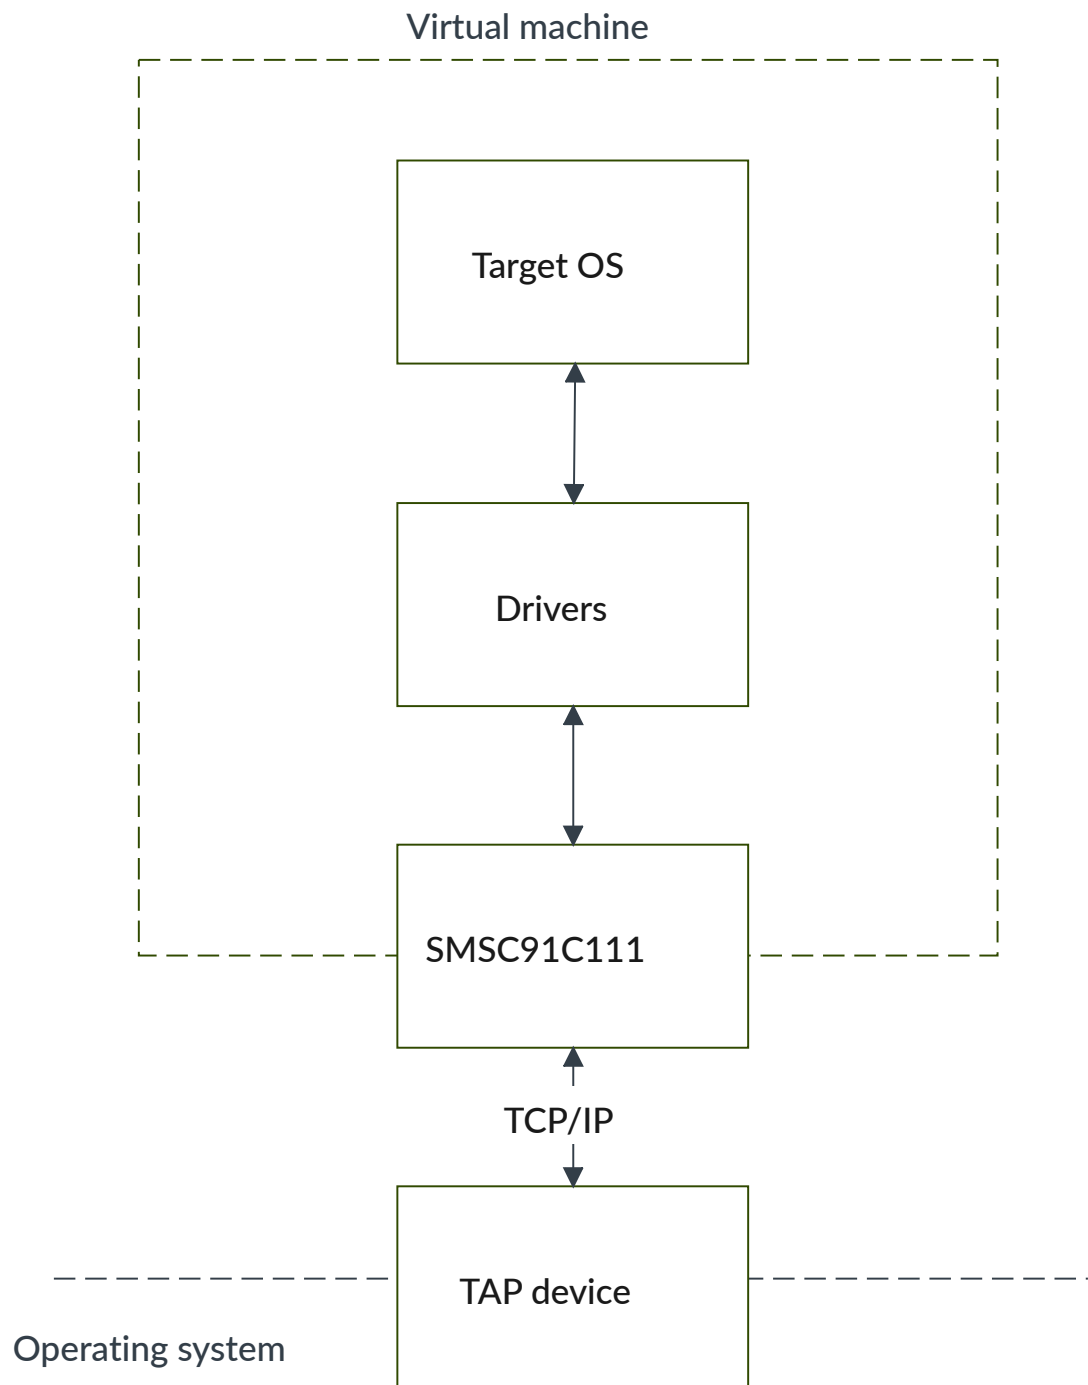 Virtual machine
Target OS
Drivers
SMSC91C111
TCP/IP
TAP device
Operating system